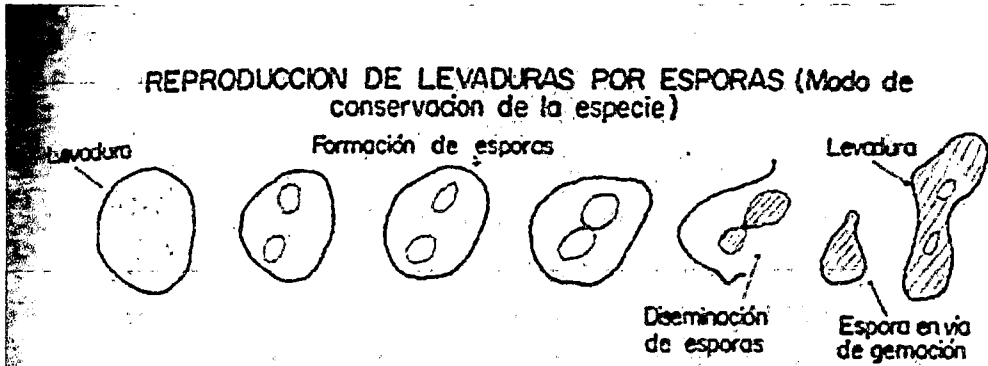 REPRODUCCION DE LEVADURAS POR ESPORAS (Modo de
conservacion de la especie)
Levadura
Formación de esporas
Levadura
Diseminación
de esporas
Espora en via
de gemación